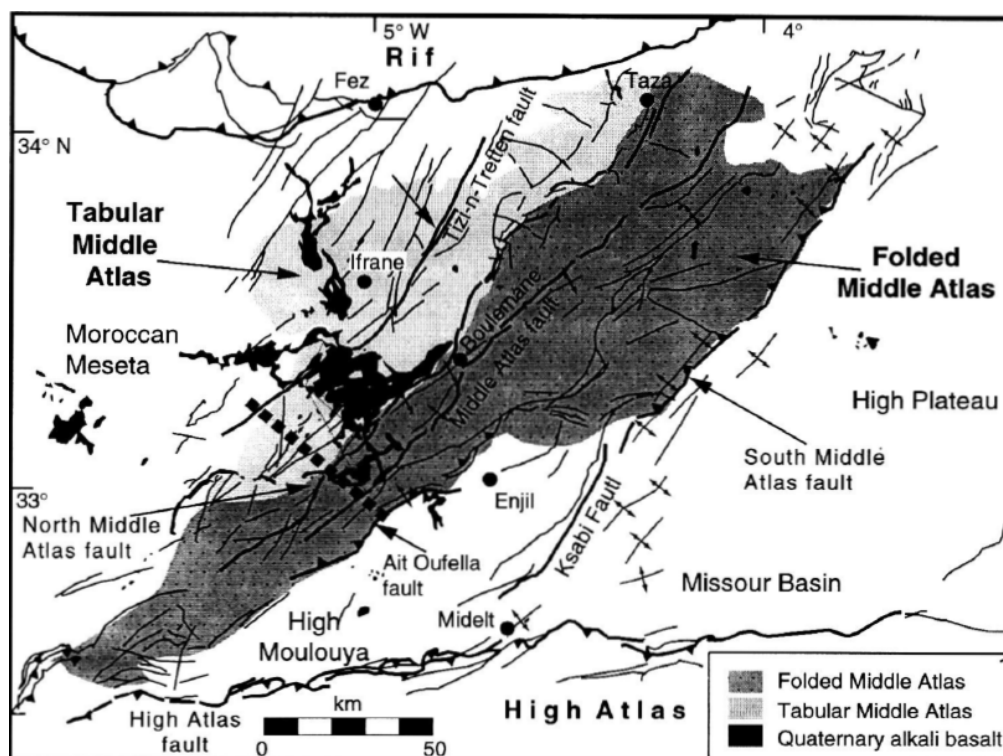 5° W
4°
Rif
Fez
Taza
34° N
Tizi-n-Tretten fault
Tabular
Middle
Atlas
Ifrane
Folded
Middle Atlas
Boulemane
Middle Atlas fault
Moroccan
Meseta
High Plateau
South Middle
Atlas fault
33°
Enjil
North Middle
Atlas fault
Ksabi Fautl
Ait Oufella
fault
Missour Basin
High
Moulouya
Midelt
High Atlas
fault
km
0
50
High Atlas
Folded Middle Atlas
Tabular Middle Atlas
Quaternary alkali basalt